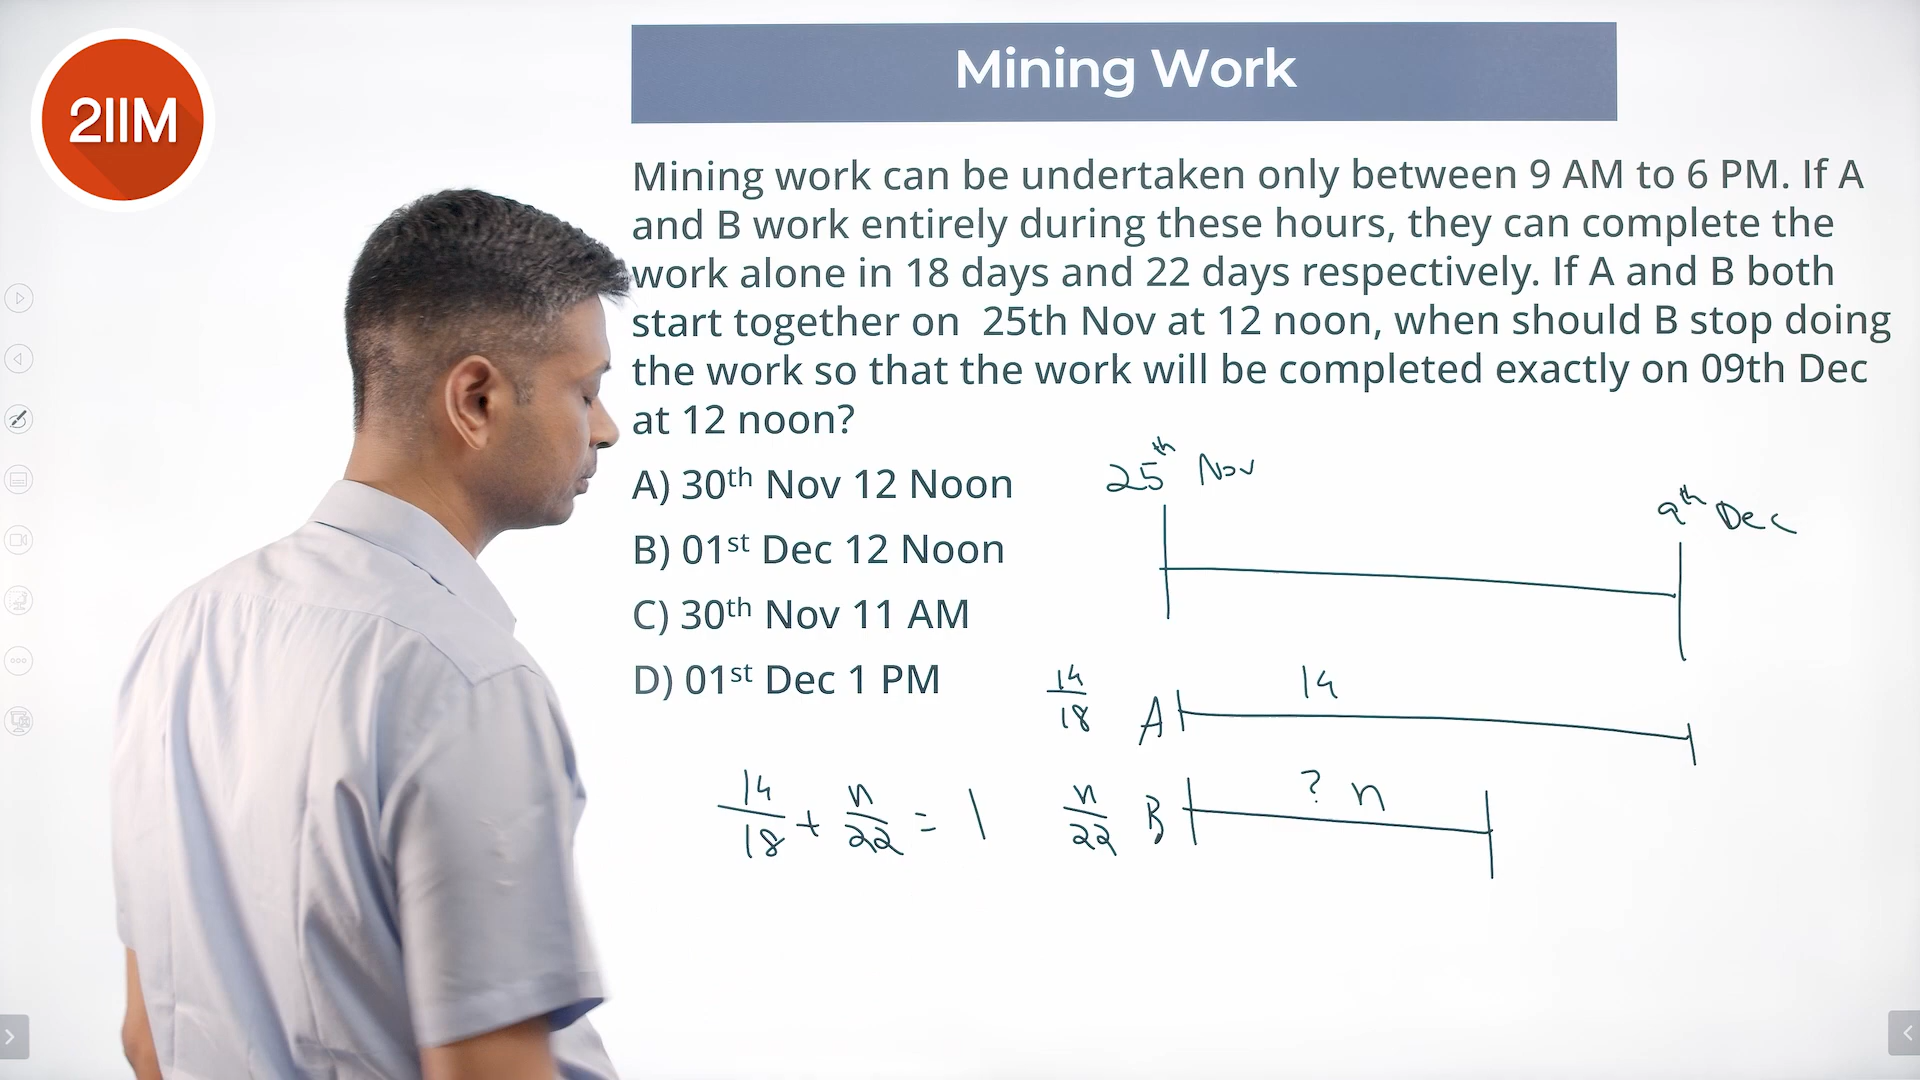 2IIM
Mining Work
Mining work can be undertaken only between 9 AM to 6 PM. If A
and B work entirely during these hours, they can complete the
work alone in 18 days and 22 days respectively. If A and B both
start together on 25th Nov at 12 noon, when should B stop doing
the work so that the work will be completed exactly on 09th Dec
at 12 noon?
A) 30th Nov 12 Noon
B) 01st Dec 12 Noon
C) 30th Nov 11 AM
D) 01st Dec 1 PM
25th Nov
9th Dec
14/18 A 14
14/18 + n/22 = 1
n/22 B ? n